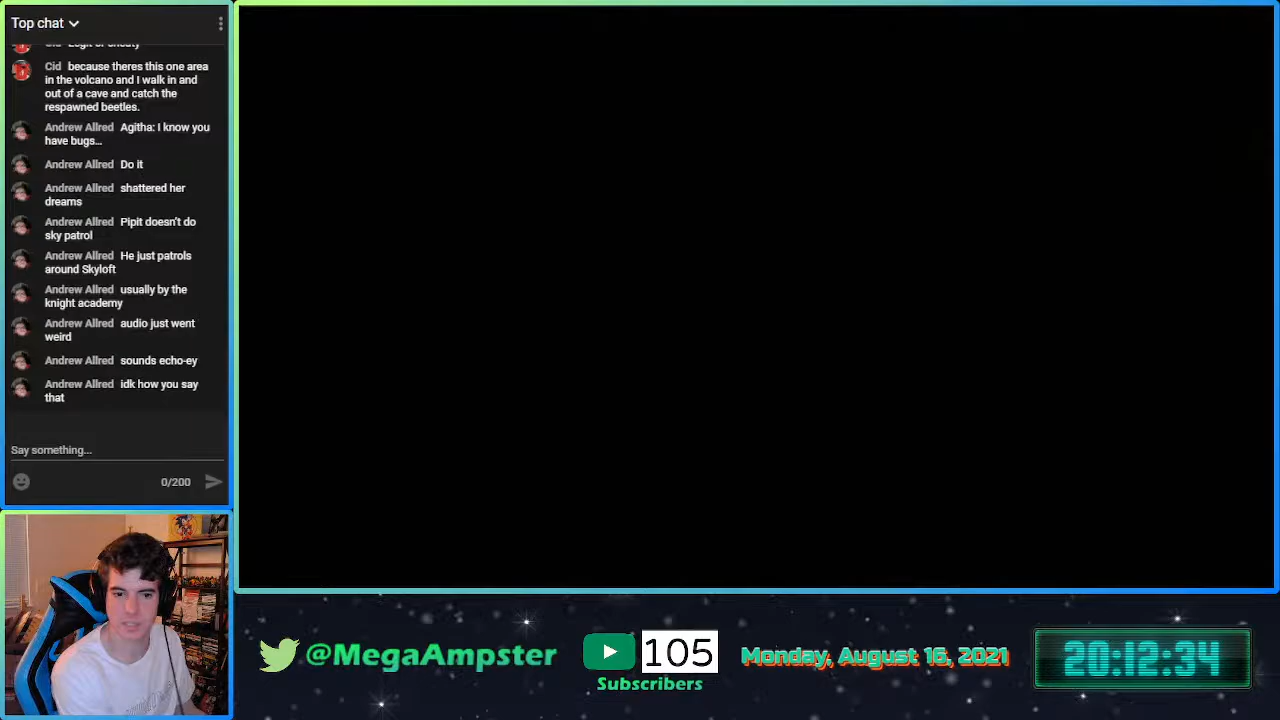 Top chat
Cid because theres this one area
in the volcano and I walk in and
out of a cave and catch the
respawned beetles.
Andrew Allred Agitha: I know you
have bugs...
Andrew Allred Do it
Andrew Allred shattered her
dreams
Andrew Allred Pipit doesn't do
sky patrol
Andrew Allred He just patrols
around Skyloft
Andrew Allred usually by the
knight academy
Andrew Allred audio just went
weird
Andrew Allred sounds echo-ey
Andrew Allred idk how you say
that
Say something...
0/200
@MegaAmpster
105
Subscribers
Monday, August 16, 2021
20:12:34